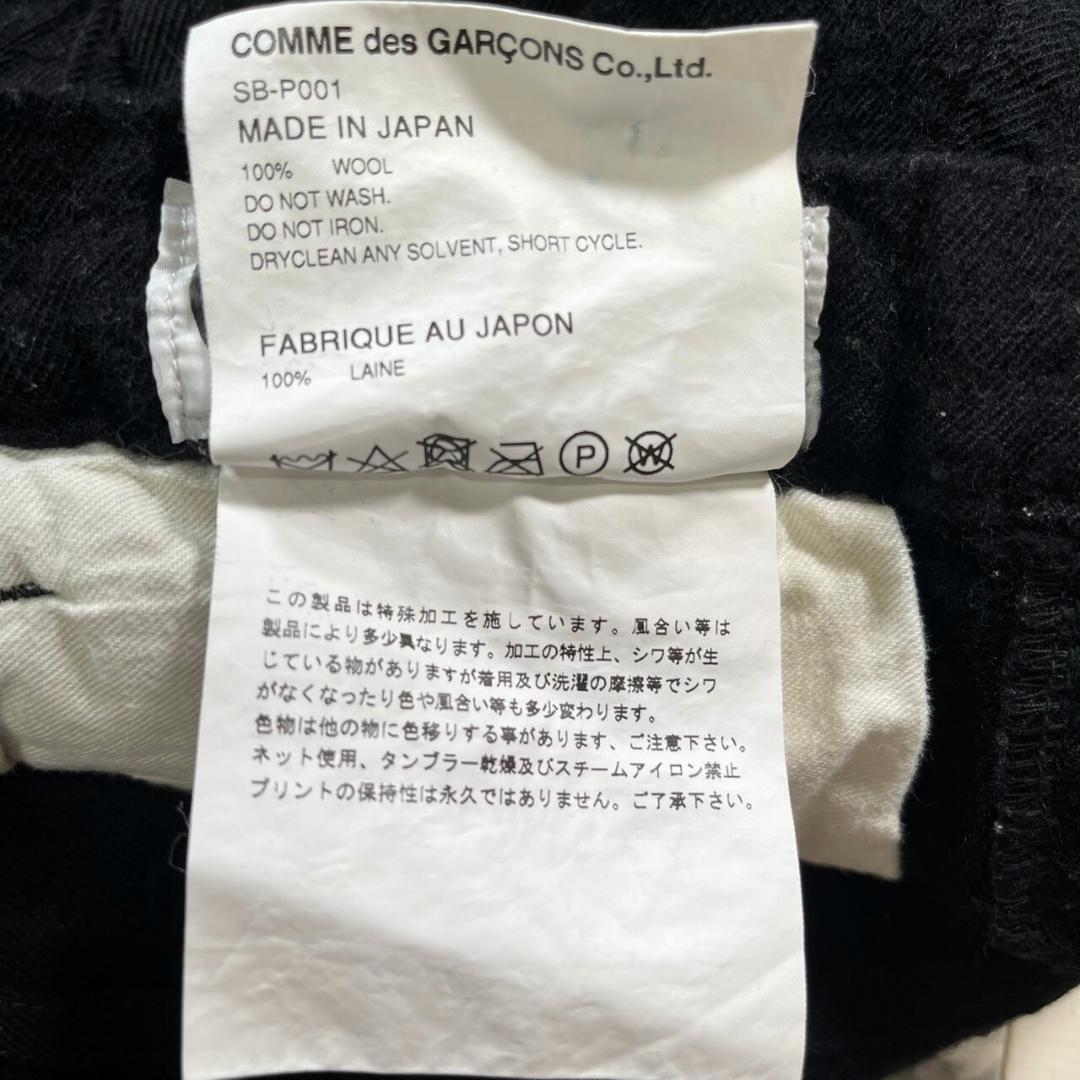 COMME des GARÇONS Co.,Ltd.
SB-P001
MADE IN JAPAN
100% WOOL
DO NOT WASH.
DO NOT IRON.
DRYCLEAN ANY SOLVENT, SHORT CYCLE.
FABRIQUE AU JAPON
100% LAINE
P W
この製品は特殊加工を施しています。風合い等は
製品により多少異なります。加工の特性上、シワ等が生
じている物がありますが着用及び洗濯の摩擦等でシワ
がなくなったり色や風合い等も多少変わります。
色物は他の物に色移りする事があります、ご注意下さい。
ネット使用、タンブラー乾燥及びスチームアイロン禁止
プリントの保持性は永久ではありません。ご了承下さい。